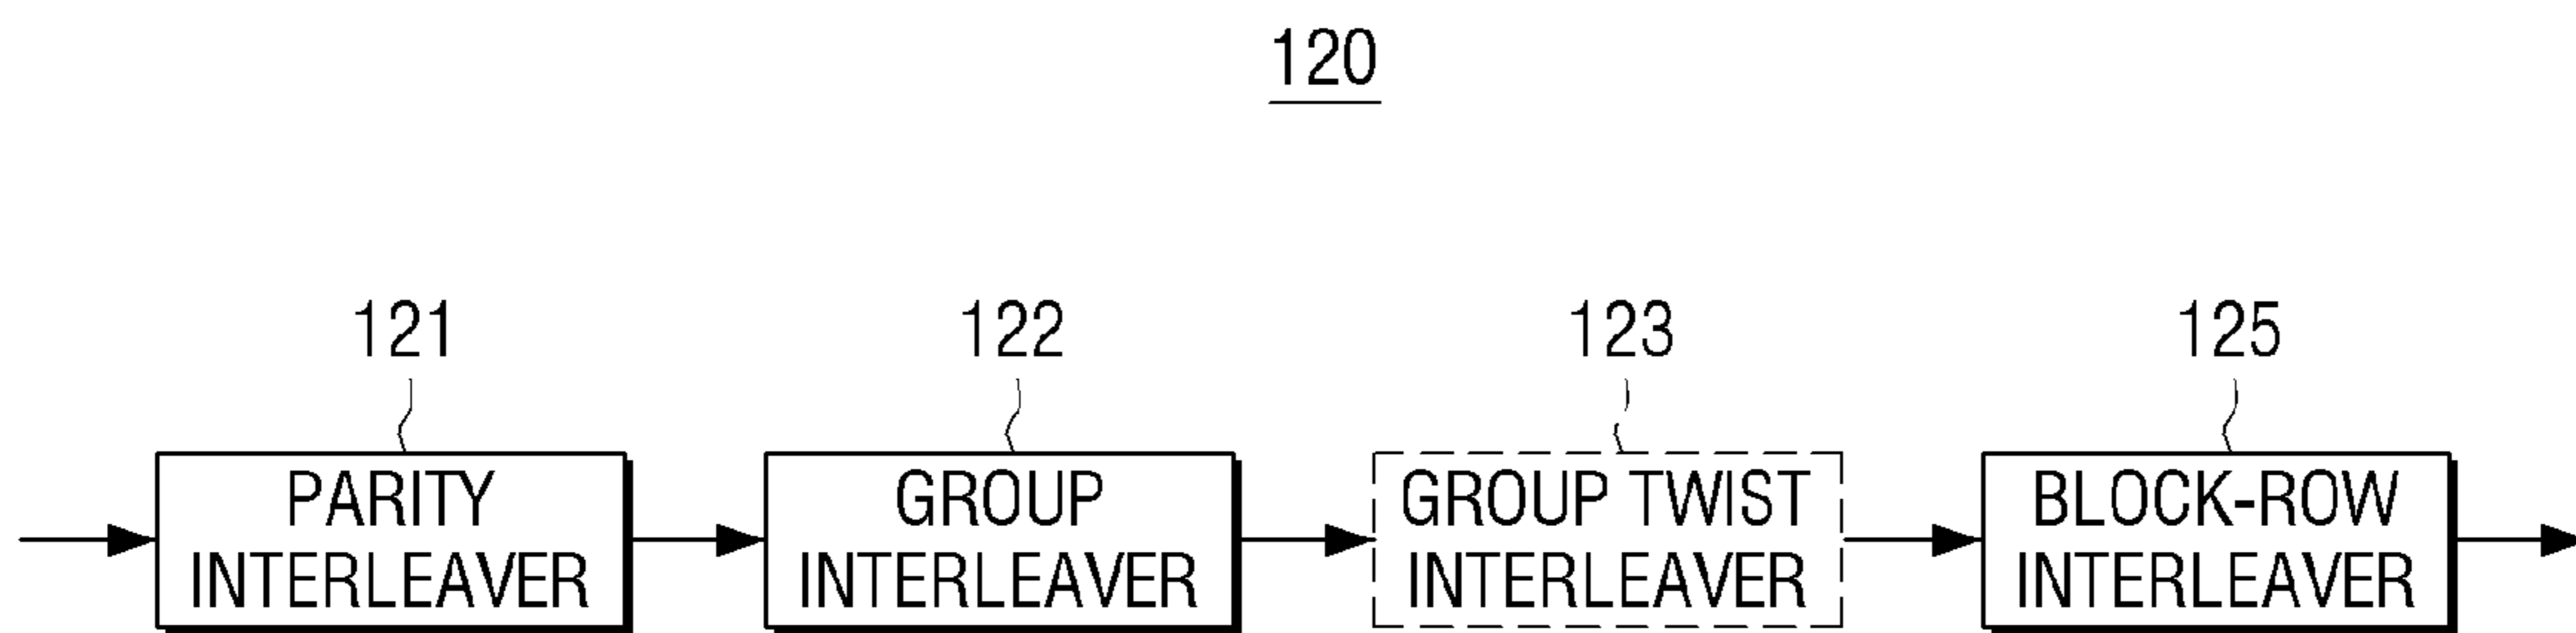 120
121
122
123
125
PARITY
INTERLEAVER
GROUP
INTERLEAVER
GROUP TWIST
INTERLEAVER
BLOCK-ROW
INTERLEAVER